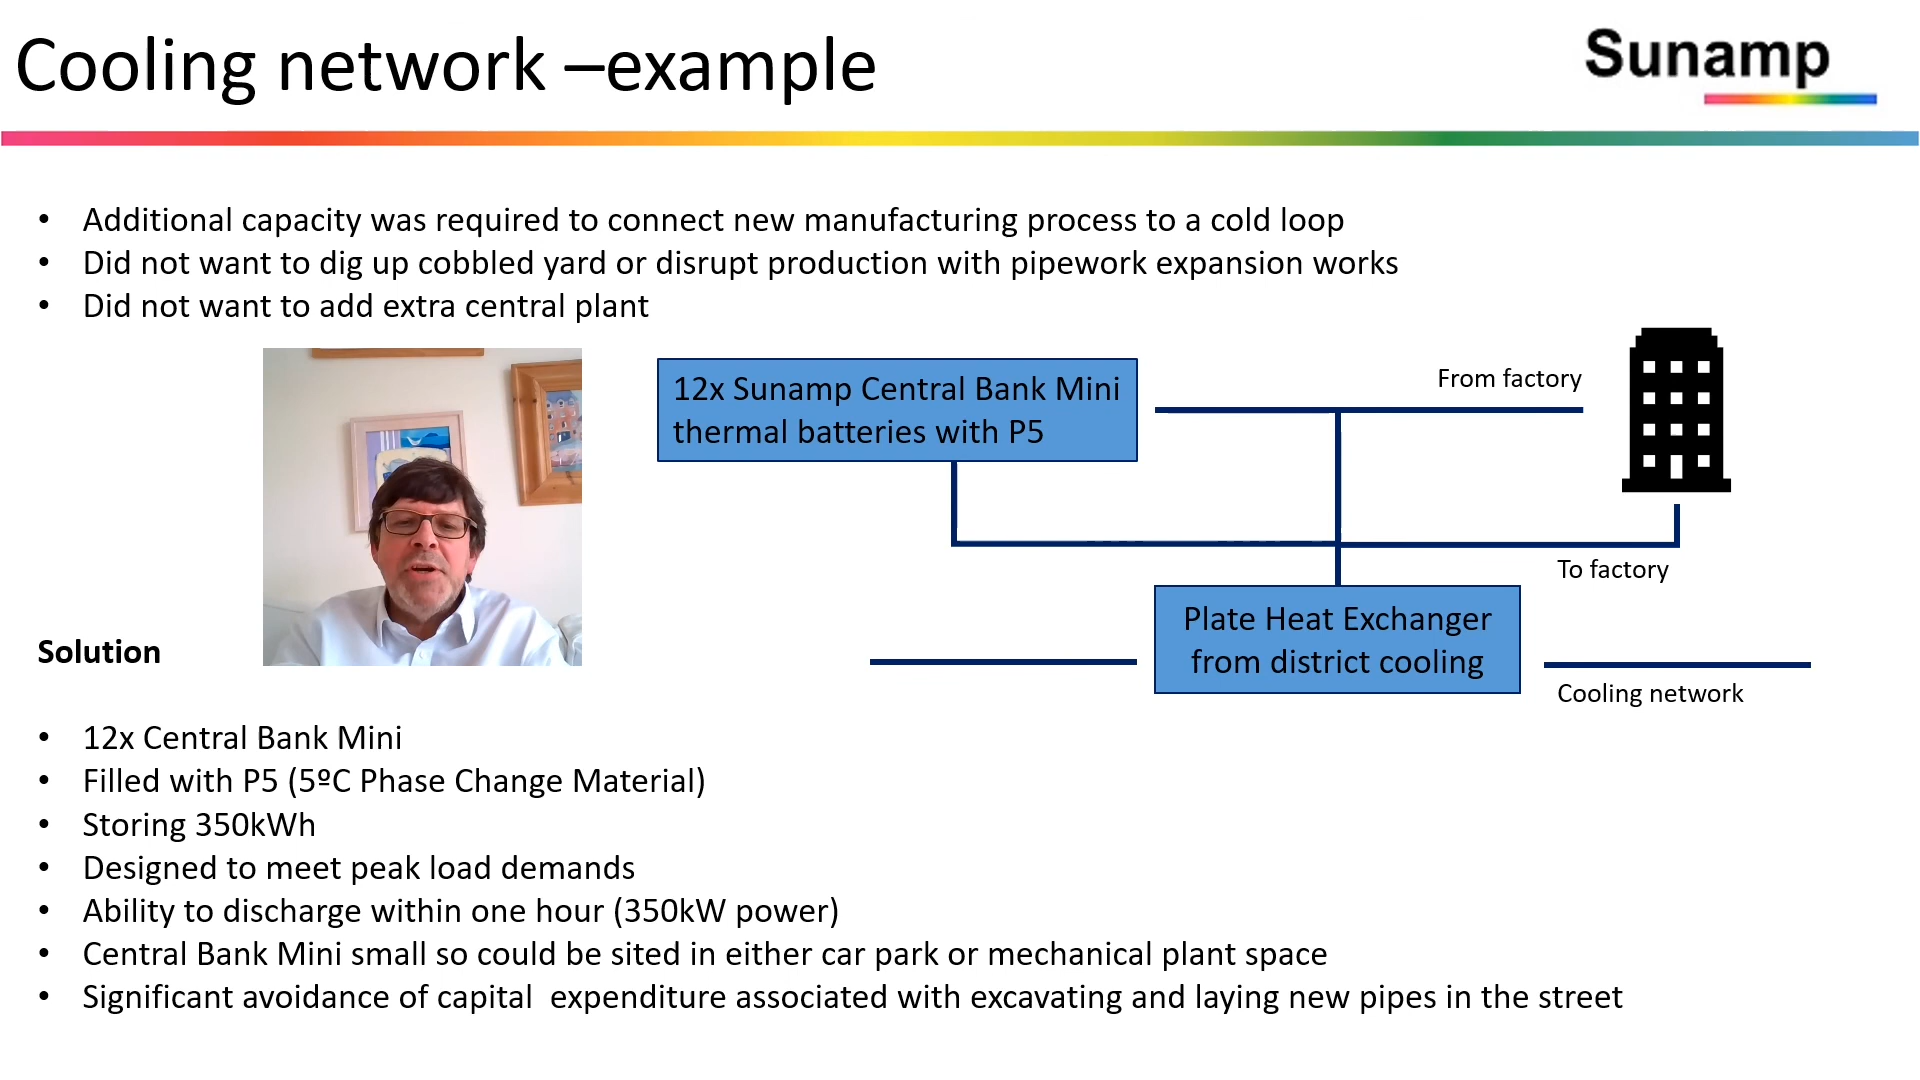 Cooling network –example
Sunamp
• Additional capacity was required to connect new manufacturing process to a cold loop
• Did not want to dig up cobbled yard or disrupt production with pipework expansion works
• Did not want to add extra central plant
12x Sunamp Central Bank Mini
thermal batteries with P5
From factory
To factory
Plate Heat Exchanger
from district cooling
Cooling network
Solution
• 12x Central Bank Mini
• Filled with P5 (5ºC Phase Change Material)
• Storing 350kWh
• Designed to meet peak load demands
• Ability to discharge within one hour (350kW power)
• Central Bank Mini small so could be sited in either car park or mechanical plant space
• Significant avoidance of capital  expenditure associated with excavating and laying new pipes in the street